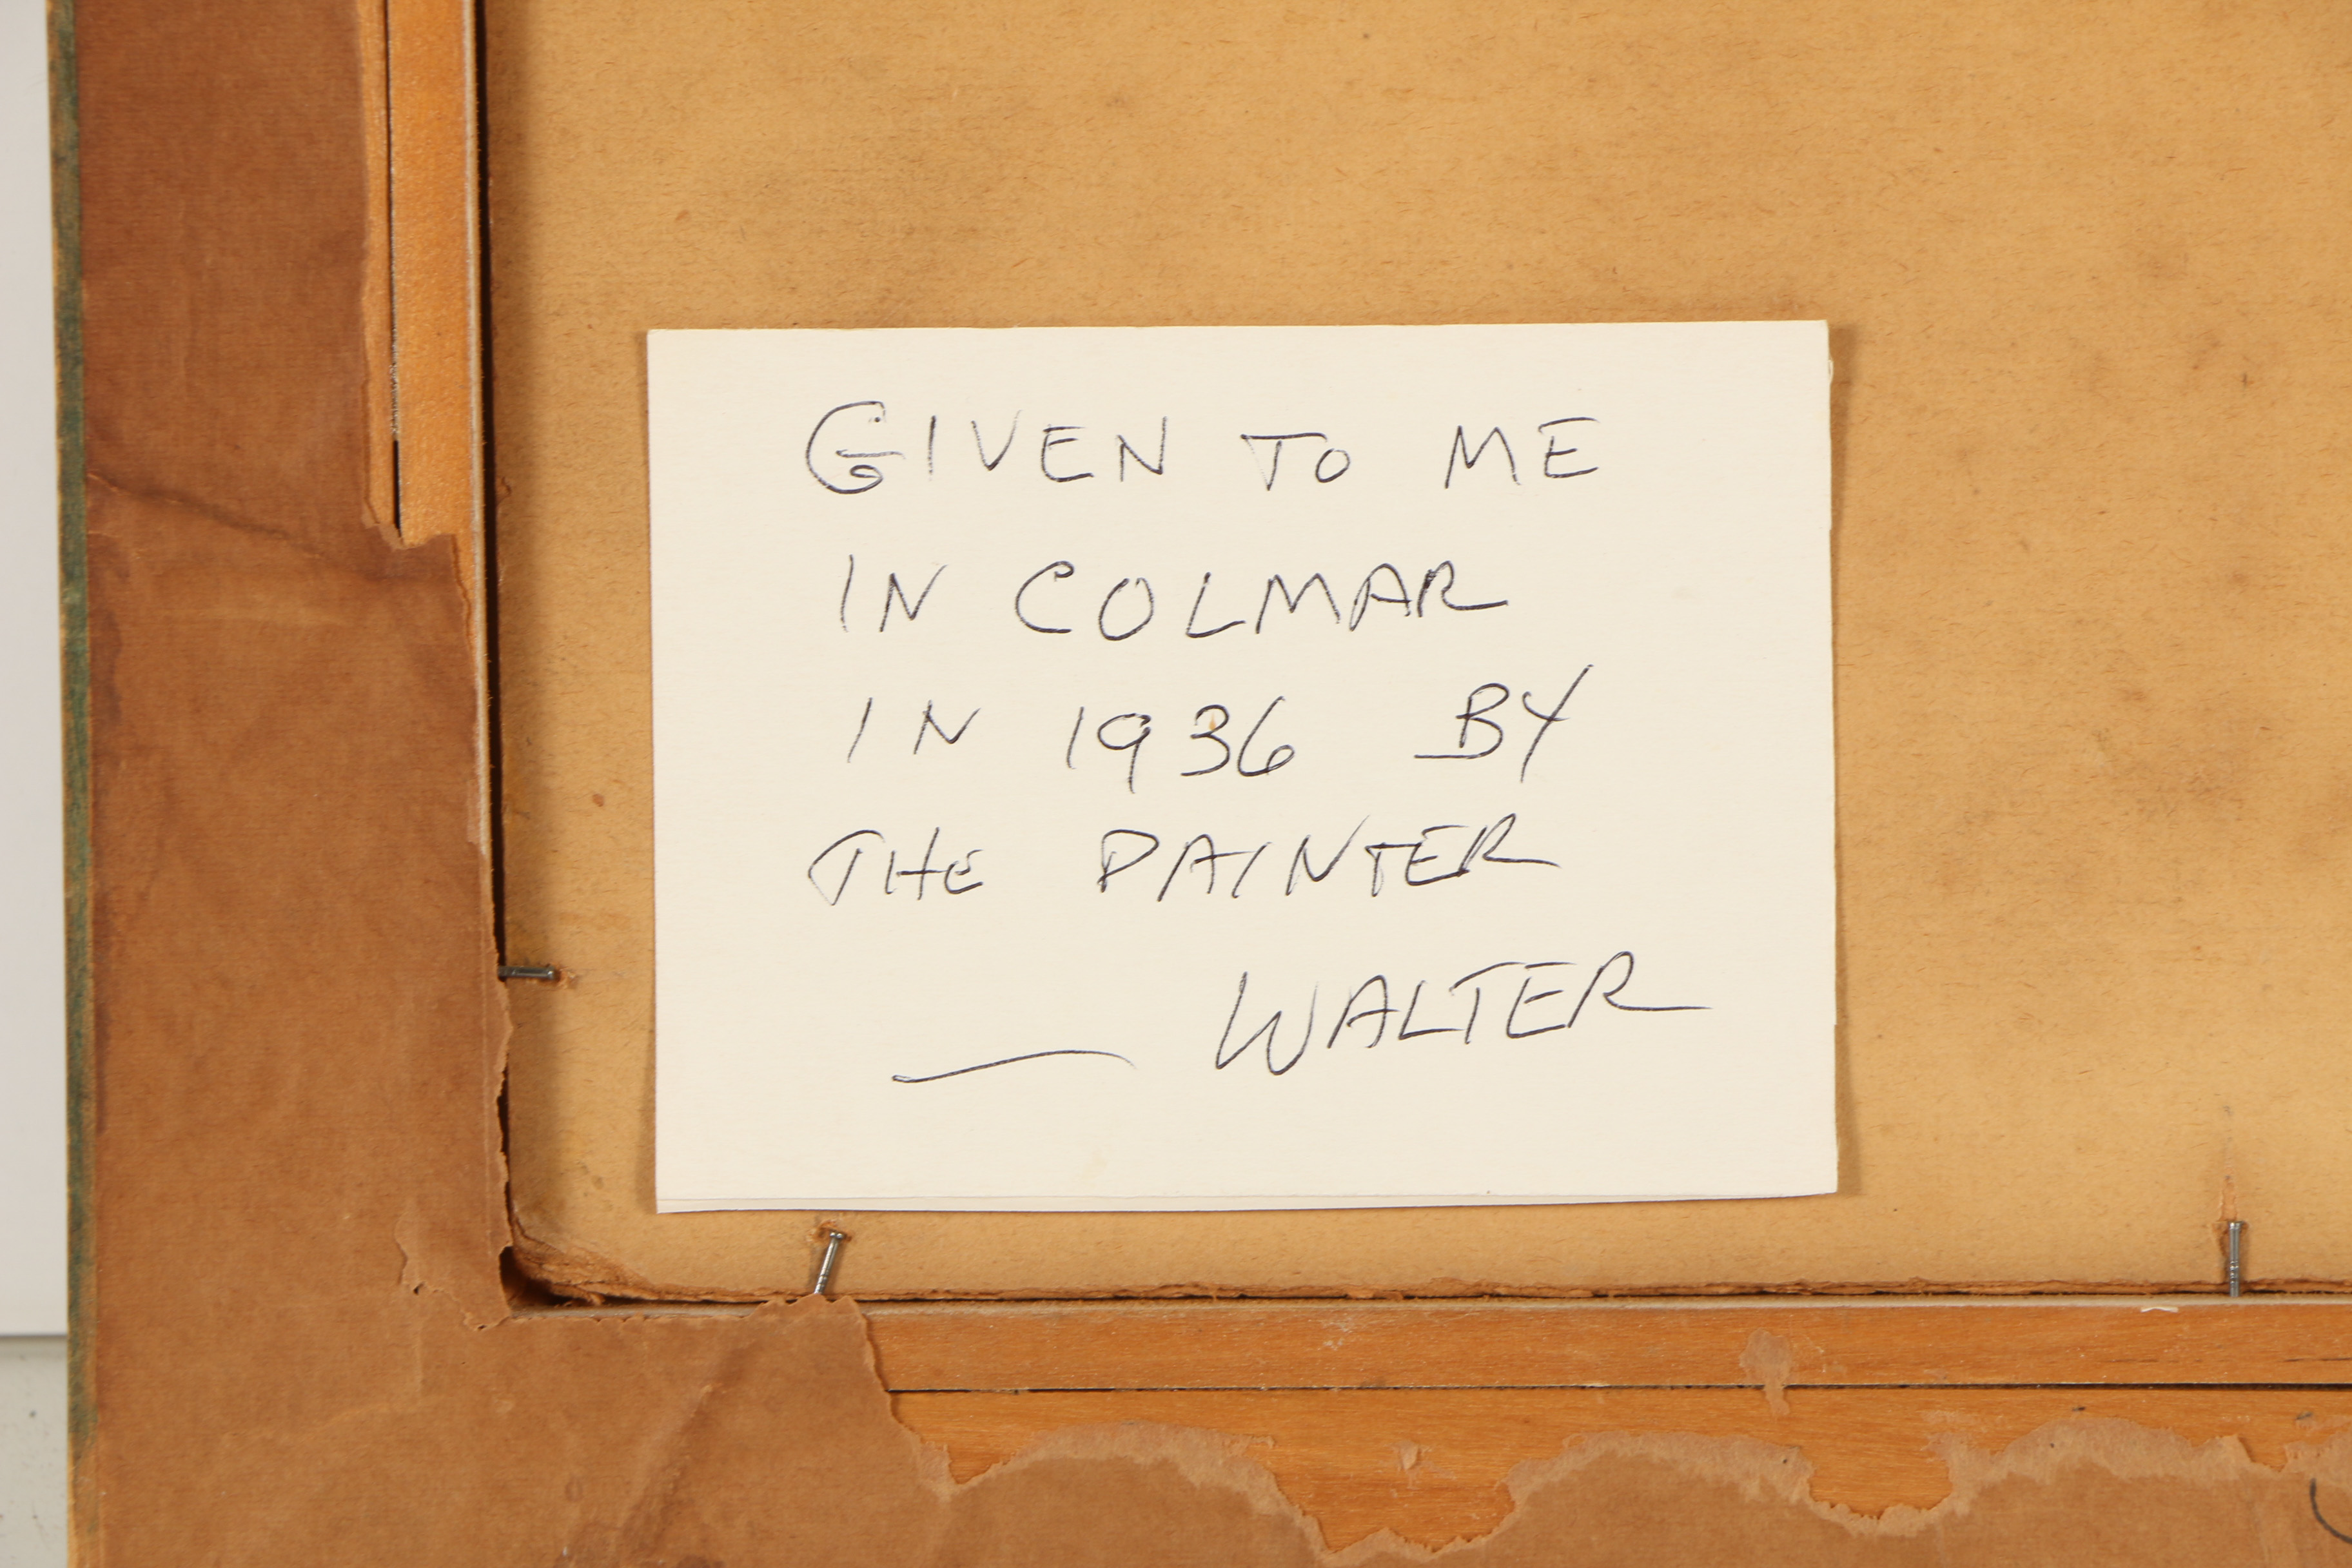 GIVEN TO ME
IN COLMAR
IN 1936 BY
THE PAINTER
— WALTER